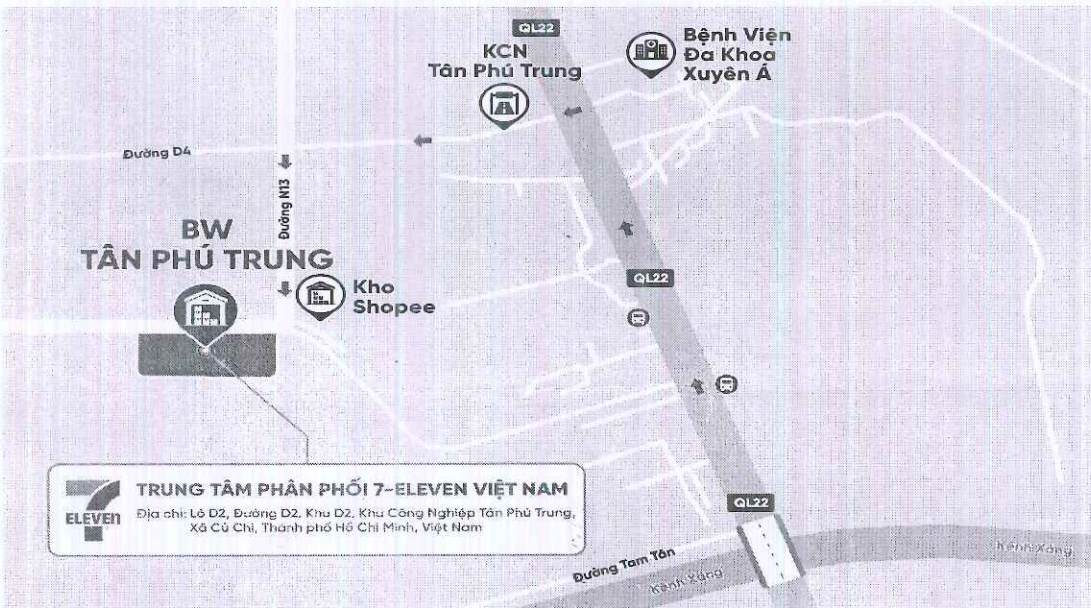 QL22
KCN
Tân Phú Trung
Bệnh Viện
Đa Khoa
Xuyên Á
Đường D4
Đường N13
BW
TÂN PHÚ TRUNG
Kho
Shopee
QL22
7
ELEVEN
TRUNG TÂM PHÂN PHỐI 7-ELEVEN VIỆT NAM
Địa chỉ: Lô D2, Đường D2, Khu D2, Khu Công Nghiệp Tân Phú Trung,
Xã Củ Chi, Thành phố Hồ Chí Minh, Việt Nam
QL22
Đường Tam Tân
Kênh Xáng
Kênh Xáng